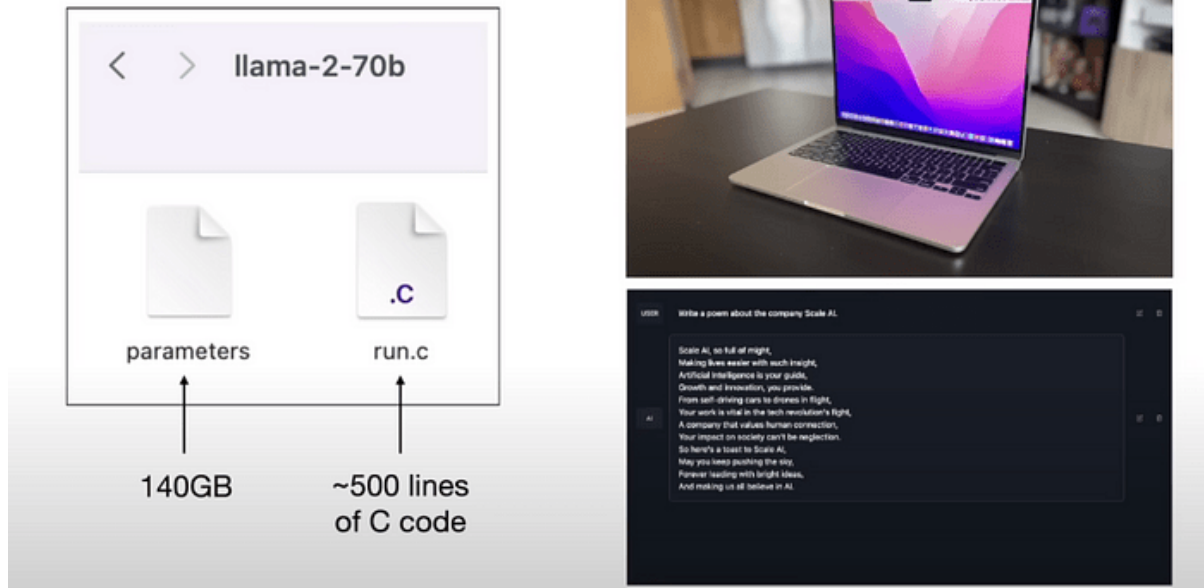 llama-2-70b
.C
parameters
run.c
140GB
~500 lines
of C code
USER
Write a poem about the company Scale AI.
Scale AI, so full of might,
Making lives easier with such insight,
Artificial Intelligence is your guide,
Growth and innovation, you provide.
From self-driving cars to drones in flight,
Your work is vital in the tech revolution's fight,
A company that values human connection,
Your impact on society can't be neglection.
So here's a toast to Scale AI,
May you keep pushing the sky,
Forever leading with bright ideas,
And making us all believe in AI.
AI